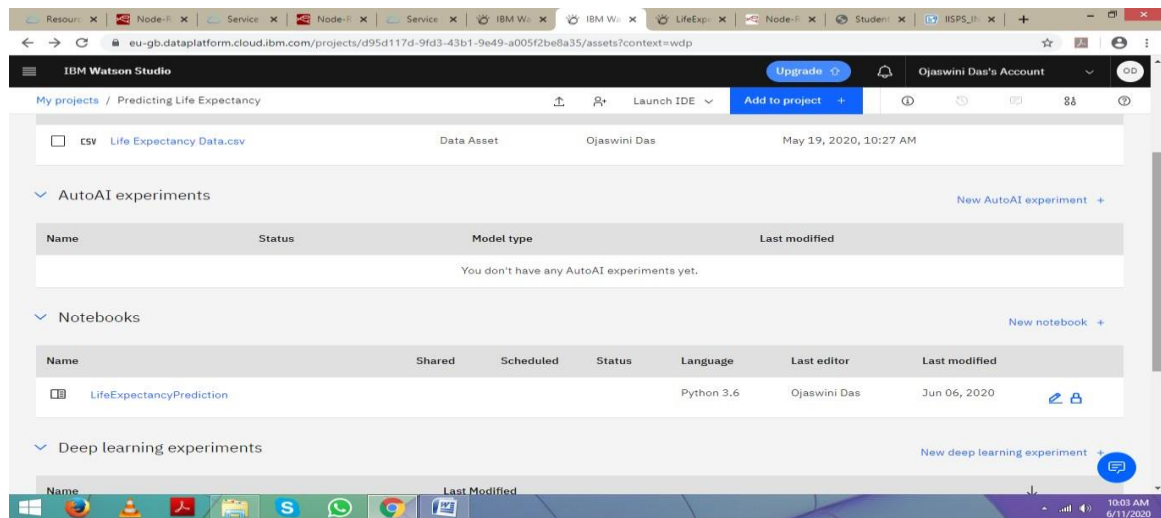 Resourc Node-R Service Node-R Service IBM Wa IBM Wa LifeExpe Node-R Student IISPS_IN
eu-gb.dataplatform.cloud.ibm.com/projects/d95d117d-9fd3-43b1-9e49-a005f2be8a35/assets?context=wdp
IBM Watson Studio Upgrade Ojaswini Das's Account OD
My projects / Predicting Life Expectancy Launch IDE Add to project +
CSV Life Expectancy Data.csv Data Asset Ojaswini Das May 19, 2020, 10:27 AM
AutoAI experiments New AutoAI experiment +
Name Status Model type Last modified
You don't have any AutoAI experiments yet.
Notebooks New notebook +
Name Shared Scheduled Status Language Last editor Last modified
LifeExpectancyPrediction Python 3.6 Ojaswini Das Jun 06, 2020
Deep learning experiments New deep learning experiment +
Name Last Modified
10:03 AM
6/11/2020